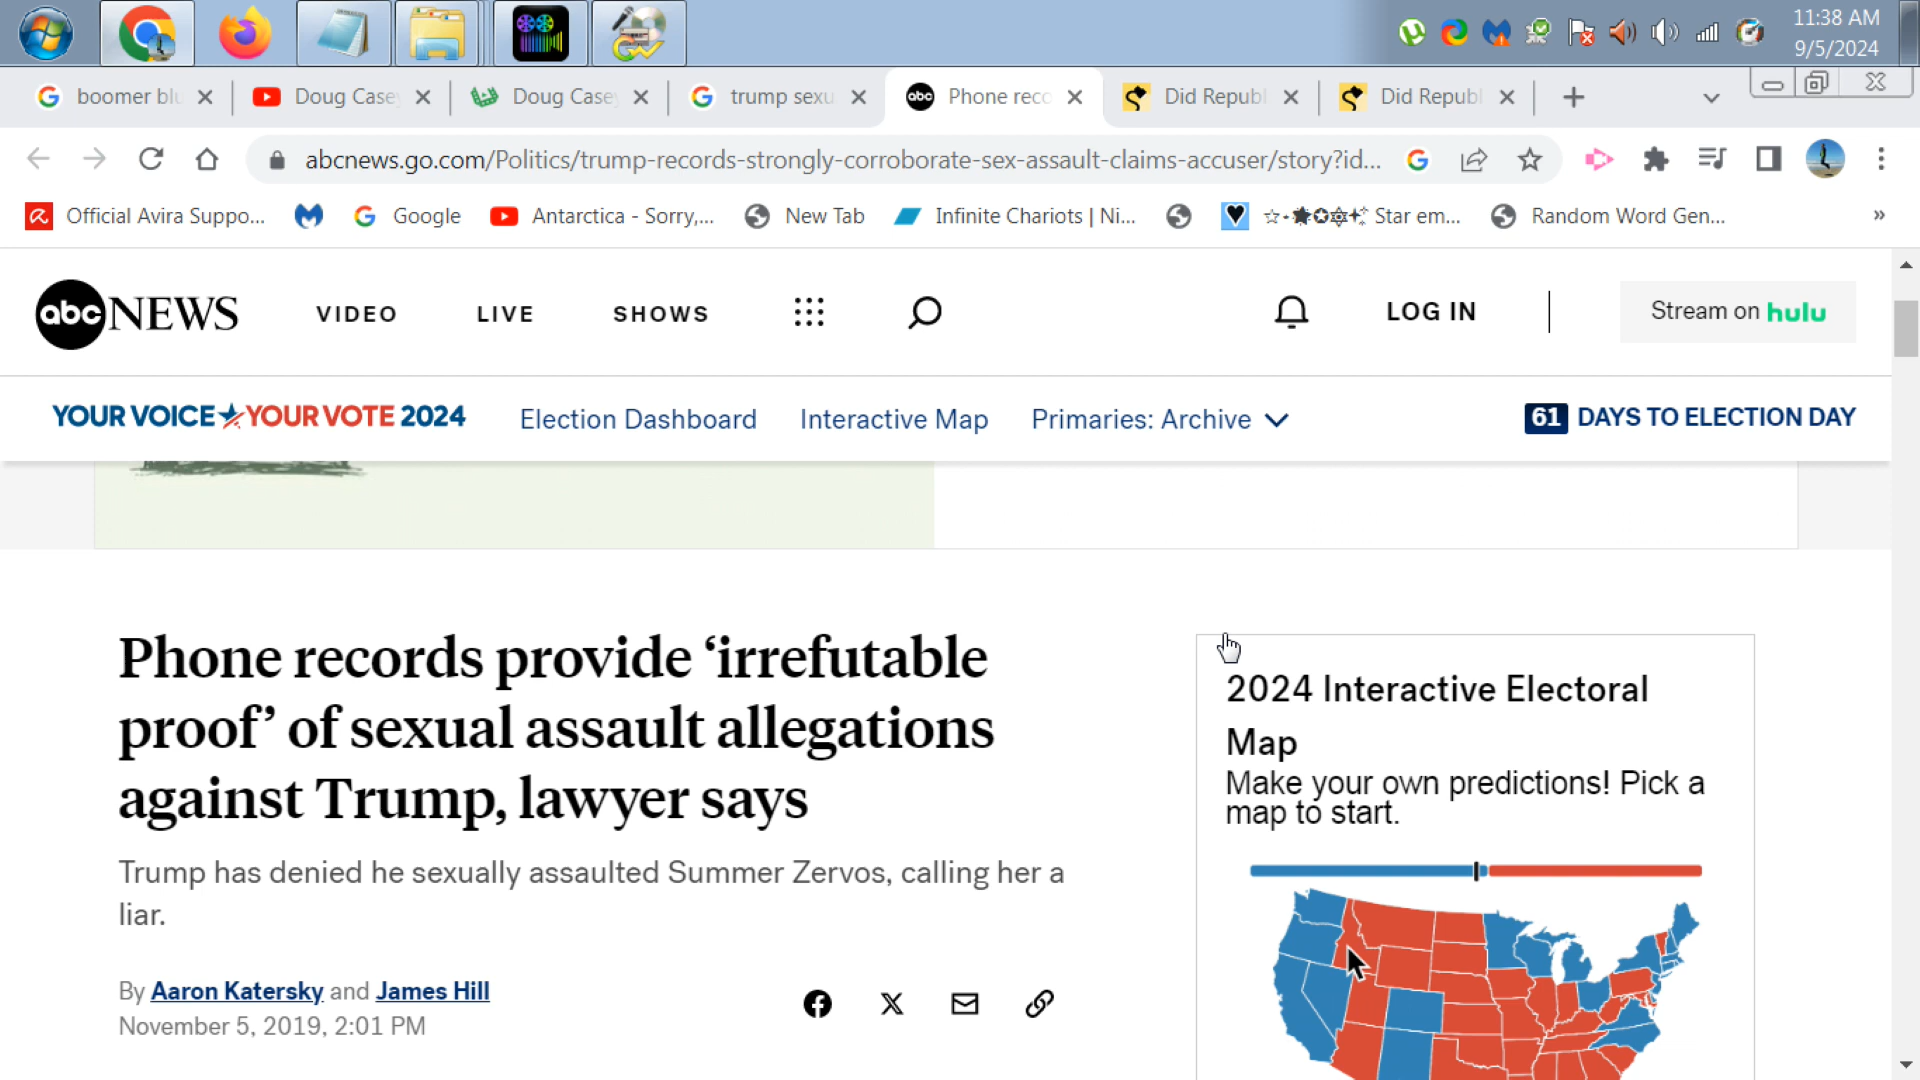 11:38 AM
9/5/2024
boomer blu
Doug Case
Doug Case
trump sexu
Phone reco
Did Republ
Did Republ
abcnews.go.com/Politics/trump-records-strongly-corroborate-sex-assault-claims-accuser/story?id...
Official Avira Suppo...
Google
Antarctica - Sorry,...
New Tab
Infinite Chariots | Ni...
Star em...
Random Word Gen...
»
abc NEWS
VIDEO
LIVE
SHOWS
LOG IN
Stream on hulu
YOUR VOICE YOUR VOTE 2024
Election Dashboard
Interactive Map
Primaries: Archive
61 DAYS TO ELECTION DAY
Phone records provide ‘irrefutable
proof’ of sexual assault allegations
against Trump, lawyer says
Trump has denied he sexually assaulted Summer Zervos, calling her a
liar.
By Aaron Katersky and James Hill
November 5, 2019, 2:01 PM
2024 Interactive Electoral
Map
Make your own predictions! Pick a
map to start.